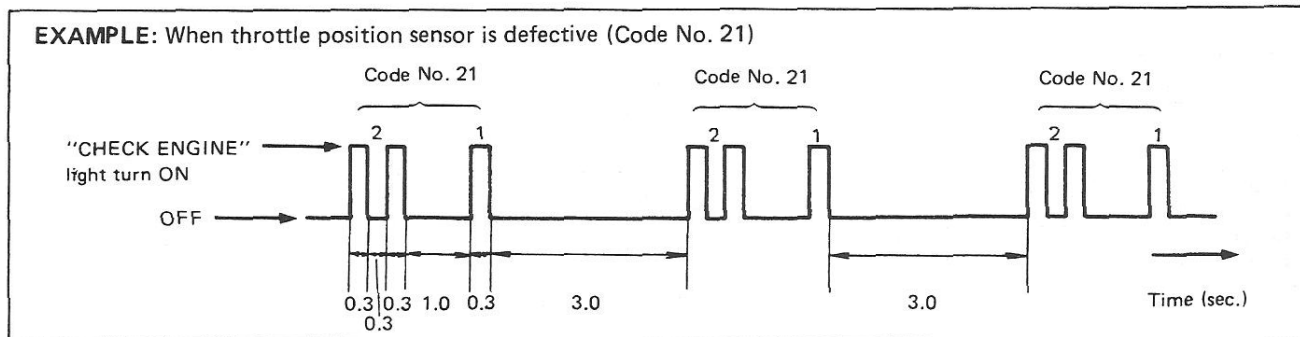 EXAMPLE: When throttle position sensor is defective (Code No. 21)
Code No. 21
Code No. 21
Code No. 21
2 1 2 1 2 1
"CHECK ENGINE"
light turn ON
OFF
0.3 0.3 1.0 0.3 3.0 3.0 Time (sec.)
0.3